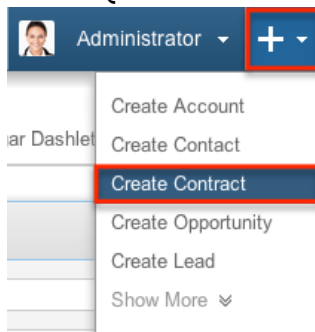 Administrator
Create Account
ar Dashlet
Create Contact
Create Contract
Create Opportunity
Create Lead
Show More